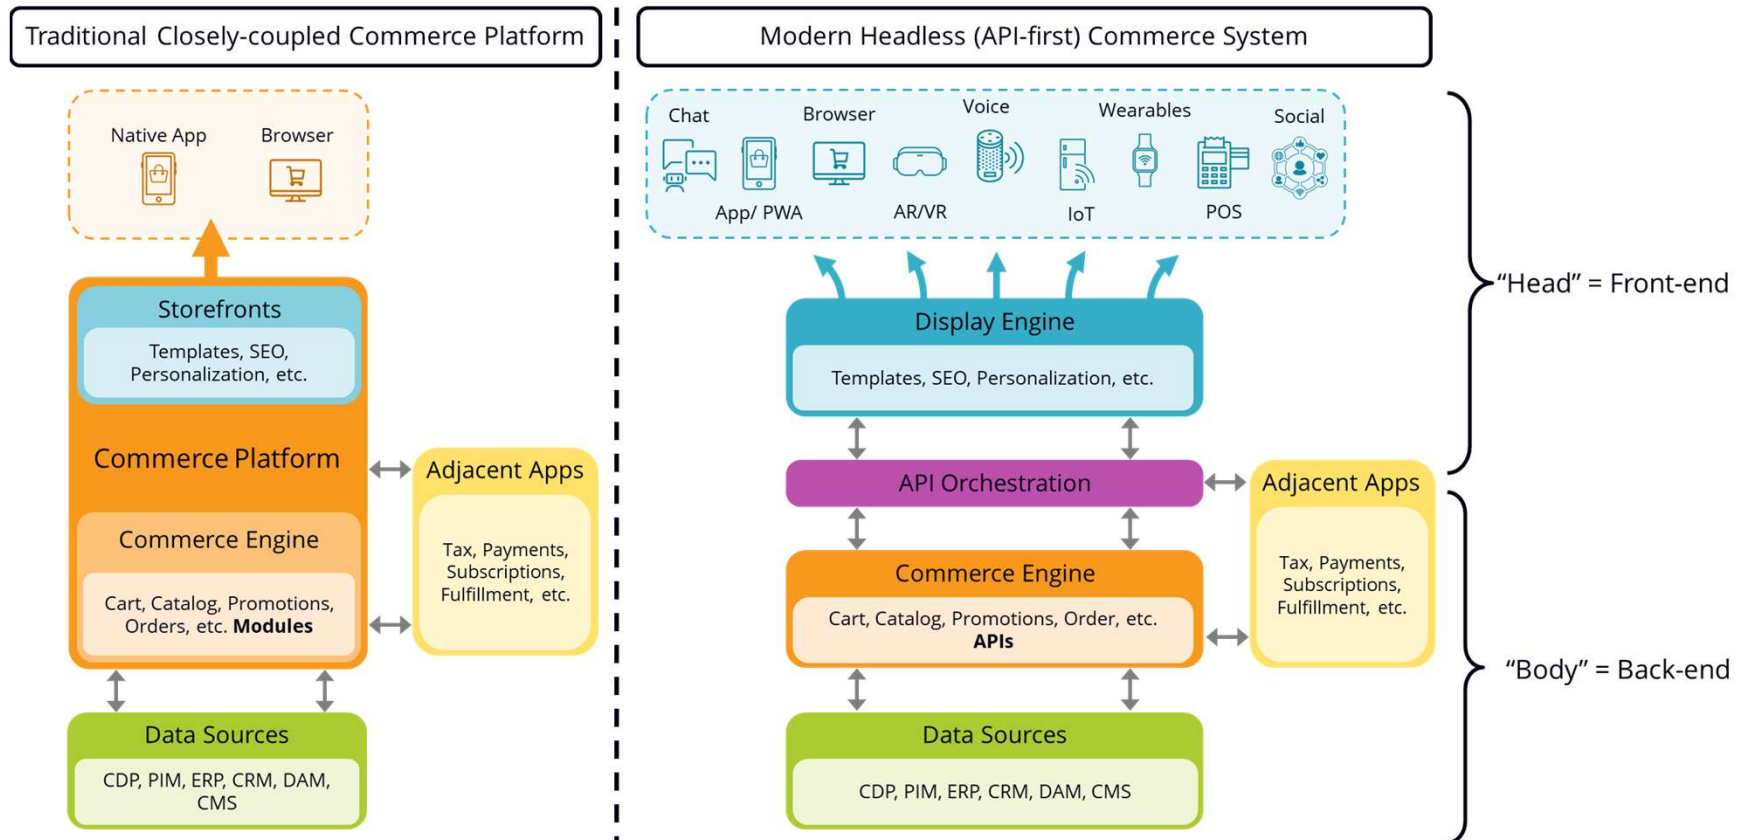 Traditional Closely-coupled Commerce Platform
Native App
Browser
Storefronts
Templates, SEO,
Personalization, etc.
Commerce Platform
Commerce Engine
Cart, Catalog, Promotions,
Orders, etc. Modules
Adjacent Apps
Tax, Payments,
Subscriptions,
Fulfillment, etc.
Data Sources
CDP, PIM, ERP, CRM, DAM,
CMS
Modern Headless (API-first) Commerce System
Chat
Browser
Voice
Wearables
Social
App/ PWA
AR/VR
IoT
POS
Display Engine
Templates, SEO, Personalization, etc.
API Orchestration
Commerce Engine
Cart, Catalog, Promotions, Order, etc.
APIs
Adjacent Apps
Tax, Payments,
Subscriptions,
Fulfillment, etc.
Data Sources
CDP, PIM, ERP, CRM, DAM, CMS
“Head” = Front-end
“Body” = Back-end